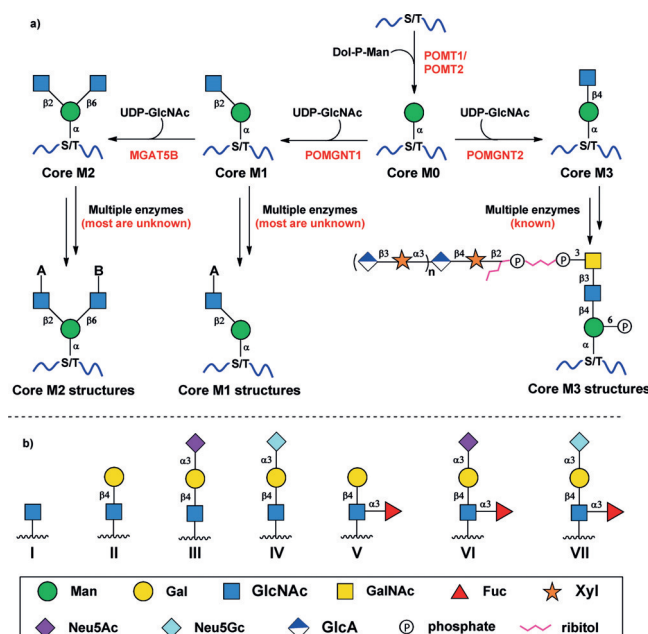 a)
S/T
Dol-P-Man
POMT1/
POMT2
β2
β6
α
S/T
Core M2
UDP-GlcNAc
MGAT5B
β2
α
S/T
Core M1
UDP-GlcNAc
POMGNT1
α
S/T
Core M0
UDP-GlcNAc
POMGNT2
β4
α
S/T
Core M3
Multiple enzymes
(most are unknown)
Multiple enzymes
(most are unknown)
Multiple enzymes
(known)
A
B
β2
β6
α
S/T
Core M2 structures
A
β2
α
S/T
Core M1 structures
( β3 α3 )n β4 β2 P P 3
β3
β4
6
P
α
S/T
Core M3 structures
b)
I
β4
II
α3
β4
III
α3
β4
IV
β4
α3
V
α3
β4
α3
VI
α3
β4
α3
VII
Man Gal GlcNAc GalNAc Fuc Xyl
Neu5Ac Neu5Gc GlcA P phosphate ribitol